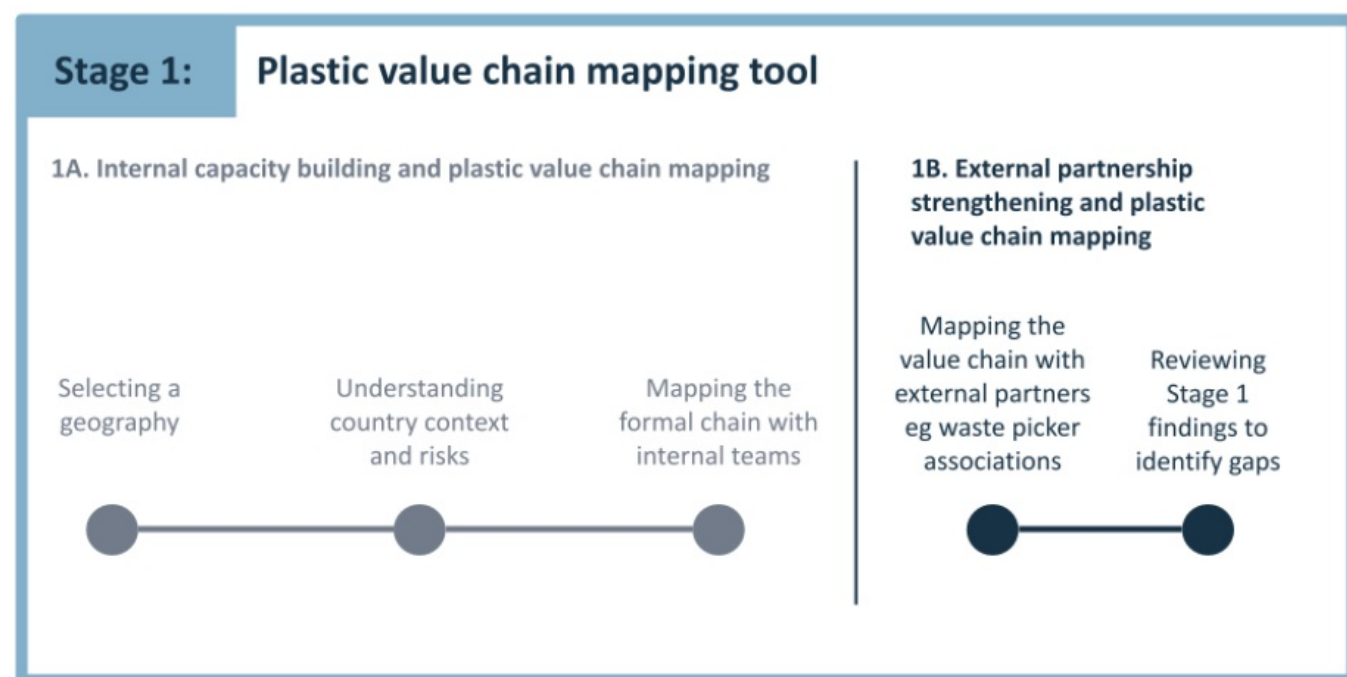 Stage 1:
Plastic value chain mapping tool
1A. Internal capacity building and plastic value chain mapping
Selecting a
geography
Understanding
country context
and risks
Mapping the
formal chain with
internal teams
1B. External partnership
strengthening and plastic
value chain mapping
Mapping the
value chain with
external partners
eg waste picker
associations
Reviewing
Stage 1
findings to
identify gaps